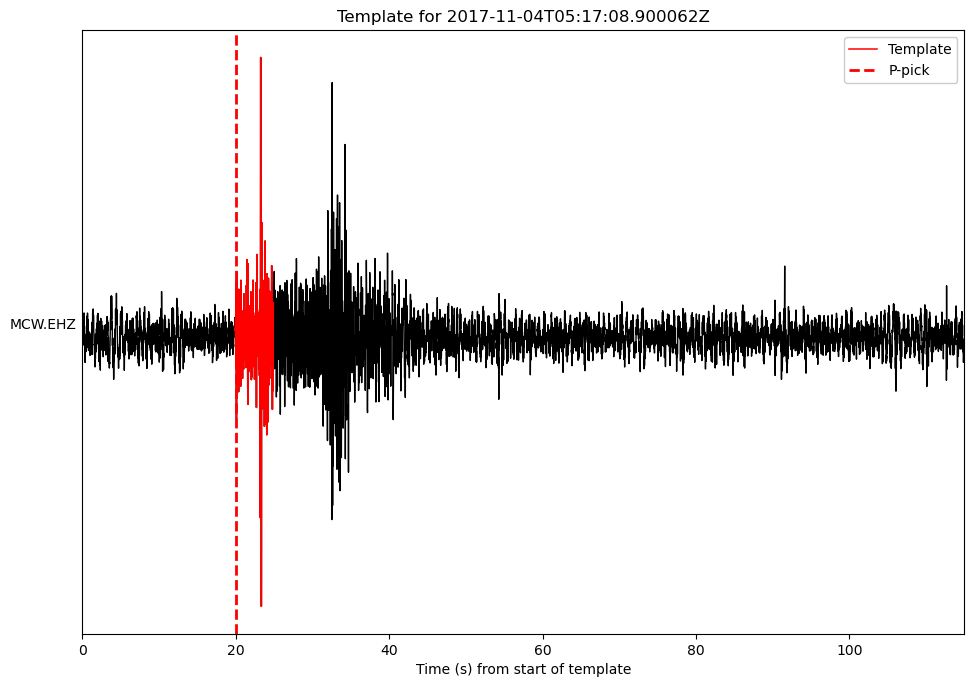 Template for 2017-11-04T05:17:08.900062Z
Template
P-pick
MCW.EHZ
0 20 40 60 80 100
Time (s) from start of template